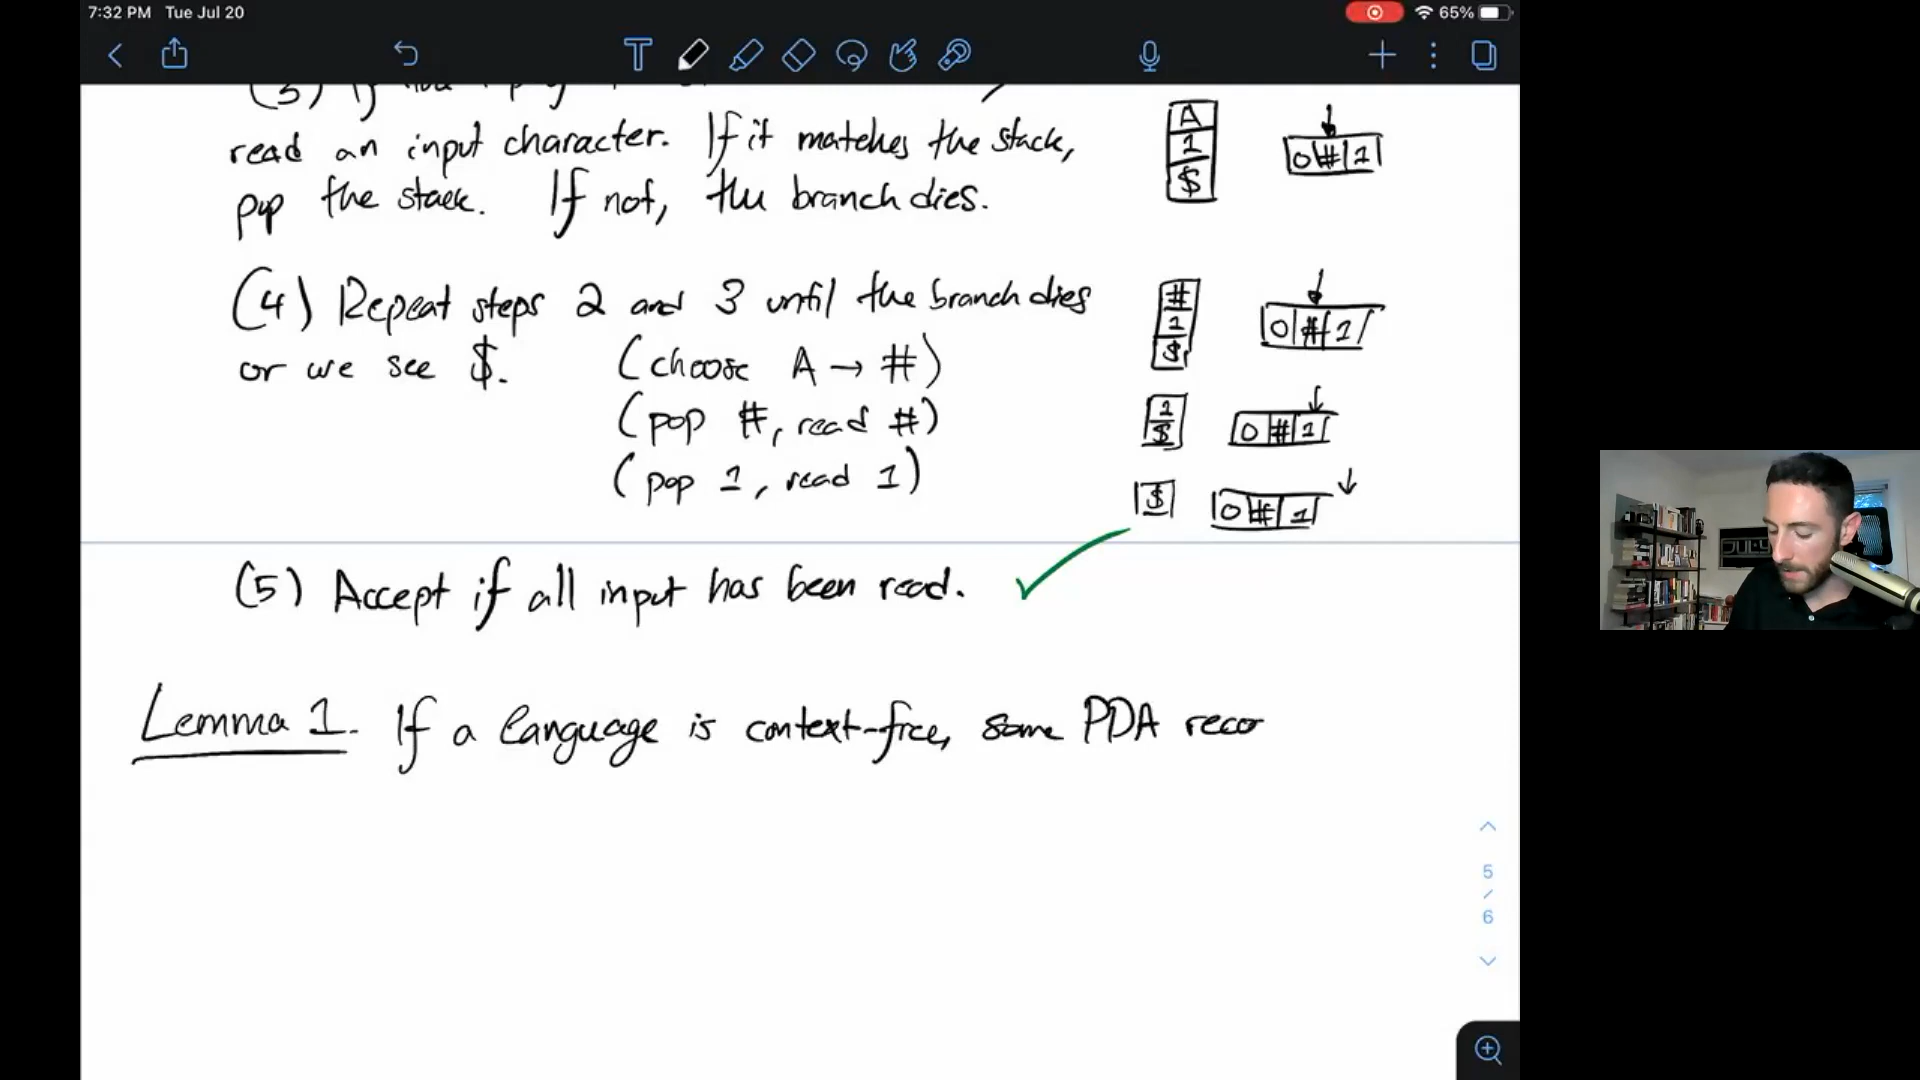 7:32 PM Tue Jul 20
65%
(3) If
read an input character. If it matches the stack,
pop the stack. If not, the branch dies.
A
1
$
0 # 1
(4) Repeat steps 2 and 3 until the branch dies
or we see $.
(choose A → #)
(pop #, read #)
(pop 1, read 1)
#
1
$
0 # 1
1
$
0 # 1
$
0 # 1
(5) Accept if all input has been read.
Lemma 1. If a language is context-free, some PDA reco
5
/
6